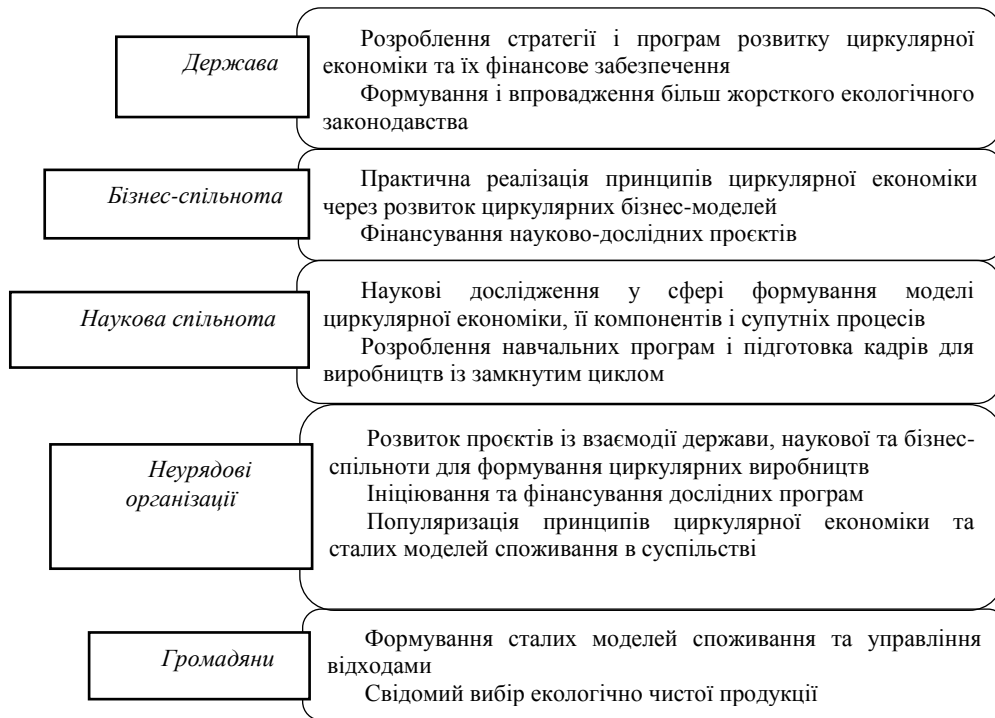 Держава
Розроблення стратегії і програм розвитку циркулярної
економіки та їх фінансове забезпечення
Формування і впровадження більш жорсткого екологічного
законодавства
Бізнес-спільнота
Практична реалізація принципів циркулярної економіки
через розвиток циркулярних бізнес-моделей
Фінансування науково-дослідних проєктів
Наукова спільнота
Наукові дослідження у сфері формування моделі
циркулярної економіки, її компонентів і супутніх процесів
Розроблення навчальних програм і підготовка кадрів для
виробництв із замкнутим циклом
Неурядові
організації
Розвиток проєктів із взаємодії держави, наукової та бізнес-
спільноти для формування циркулярних виробництв
Ініціювання та фінансування дослідних програм
Популяризація принципів циркулярної економіки та
сталих моделей споживання в суспільстві
Громадяни
Формування сталих моделей споживання та управління
відходами
Свідомий вибір екологічно чистої продукції